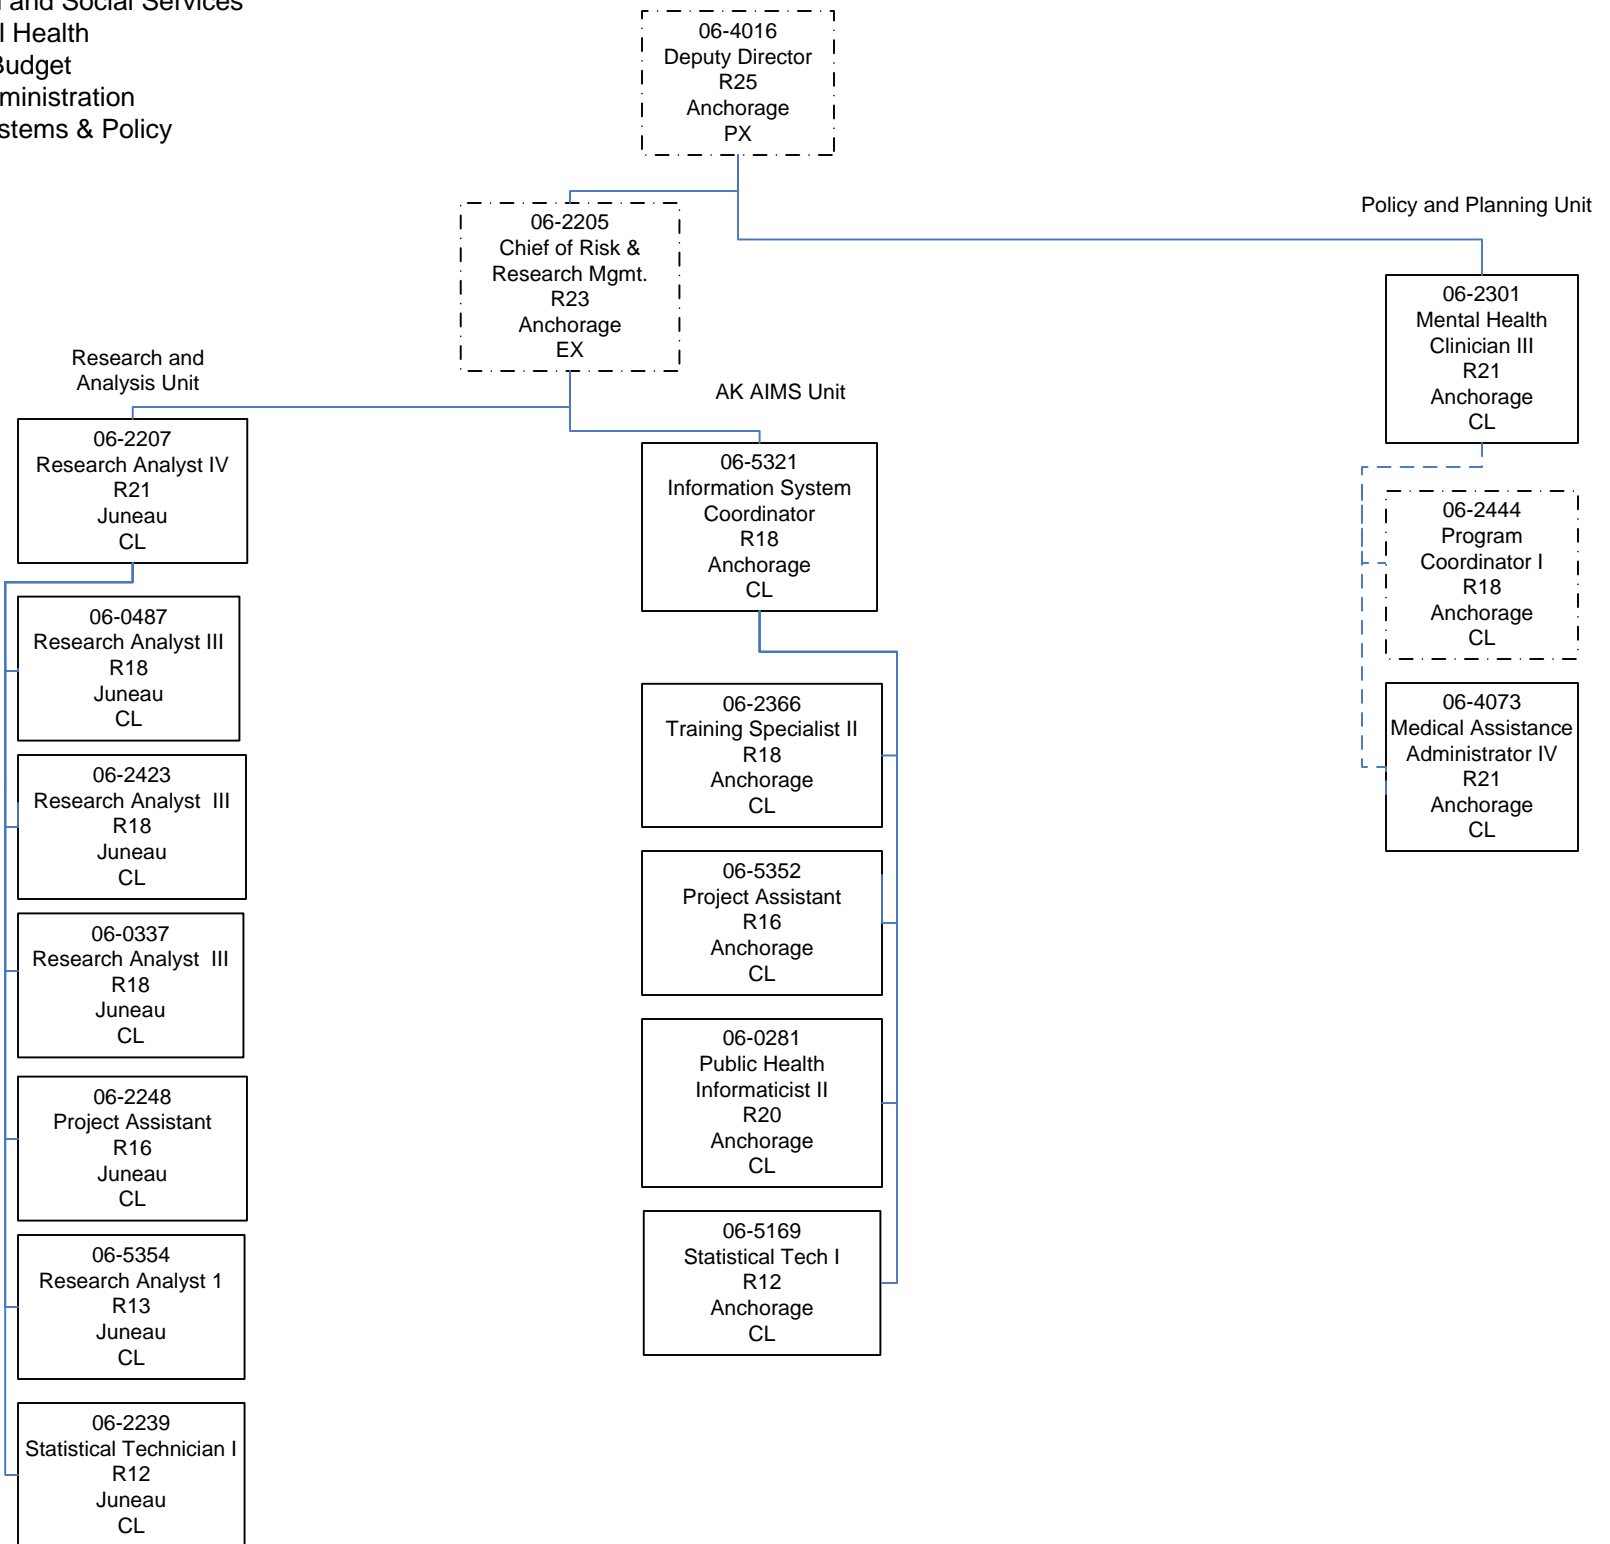 and Social Services
Health
Budget
& Policy
06-4016
Deputy Director
R25
Anchorage
PX
06-2205
Chief of Risk &
Research Mgmt.
R23
Anchorage
EX
Policy and Planning Unit
06-2301
Mental Health
Clinician III
R21
Anchorage
CL
Research and
Analysis Unit
AK AIMS Unit
06-2207
Research Analyst IV
R21
Juneau
CL
06-5321
Information System
Coordinator
R18
Anchorage
CL
06-2444
Program
Coordinator I
R18
Anchorage
CL
06-4073
Medical Assistance
Administrator IV
R21
Anchorage
CL
06-0487
Research Analyst III
R18
Juneau
CL
06-2423
Research Analyst  III
R18
Juneau
CL
06-0337
Research Analyst  III
R18
Juneau
CL
06-2248
Project Assistant
R16
Juneau
CL
06-5354
Research Analyst 1
R13
Juneau
CL
06-2239
Statistical Technician I
R12
Juneau
CL
06-2366
Training Specialist II
R18
Anchorage
CL
06-5352
Project Assistant
R16
Anchorage
CL
06-0281
Public Health
Informaticist II
R20
Anchorage
CL
06-5169
Statistical Tech I
R12
Anchorage
CL